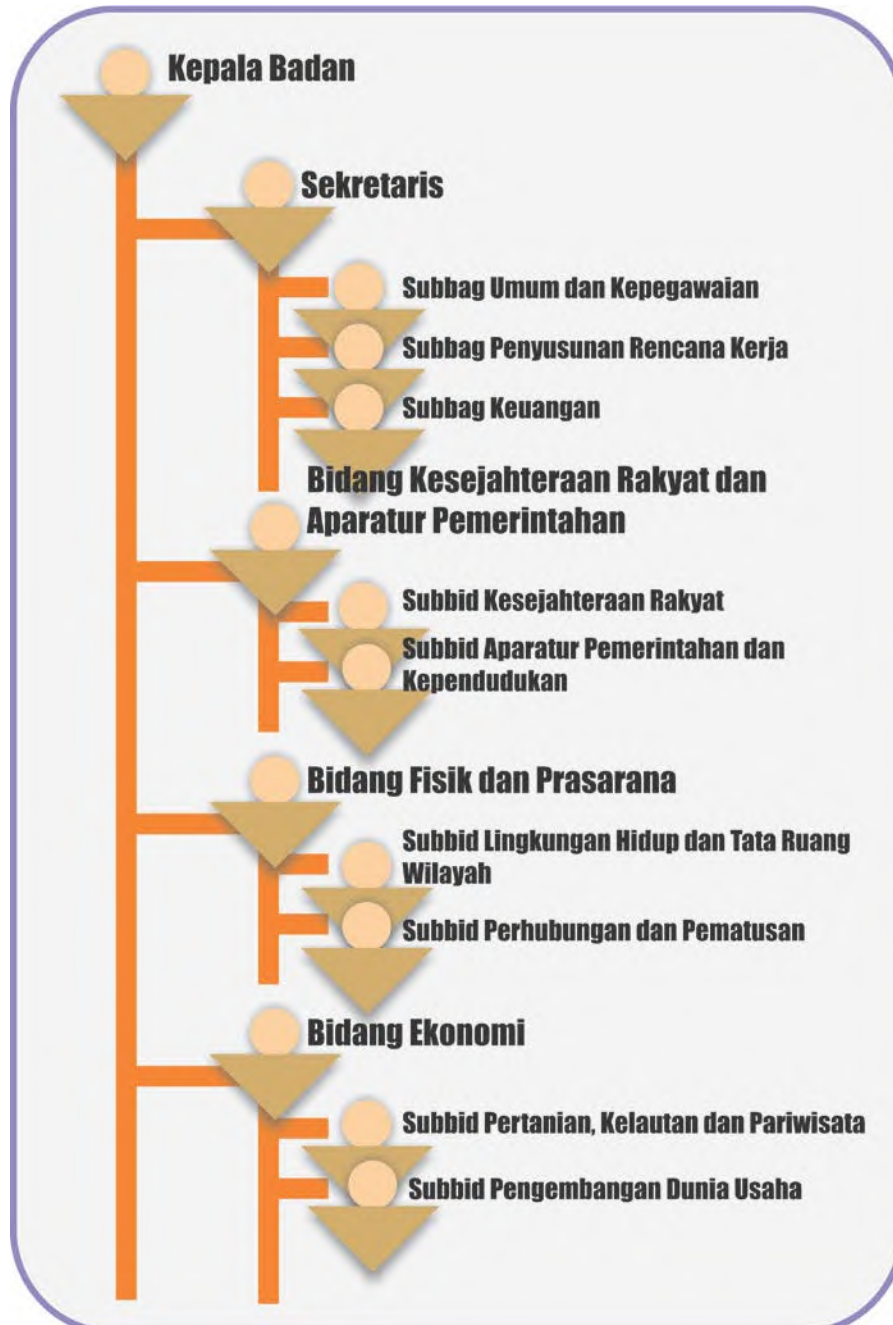 Kepala Badan
Sekretaris
Subbag Umum dan Kepegawaian
Subbag Penyusunan Rencana Kerja
Subbag Keuangan
Bidang Kesejahteraan Rakyat dan
Aparatur Pemerintahan
Subbid Kesejahteraan Rakyat
Subbid Aparatur Pemerintahan dan
Kependudukan
Bidang Fisik dan Prasarana
Subbid Lingkungan Hidup dan Tata Ruang
Wilayah
Subbid Perhubungan dan Pematusan
Bidang Ekonomi
Subbid Pertanian, Kelautan dan Pariwisata
Subbid Pengembangan Dunia Usaha